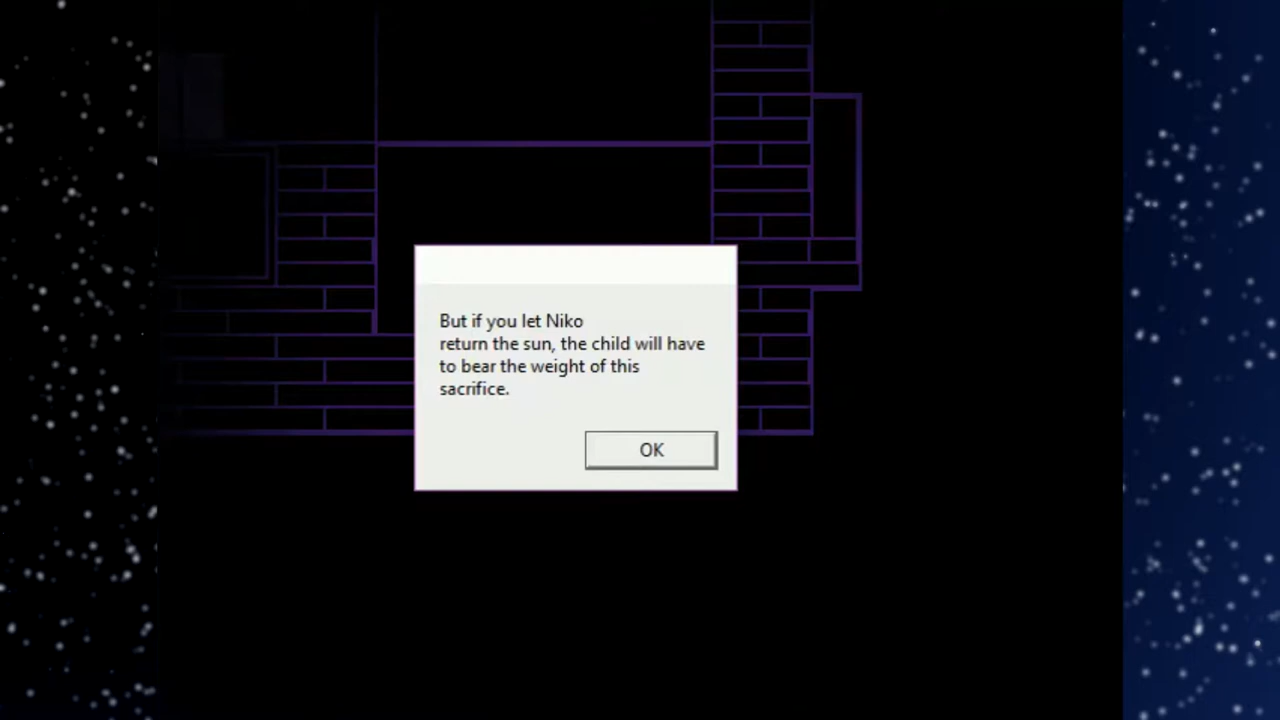 But if you let Niko
return the sun, the child will have
to bear the weight of this
sacrifice.
OK